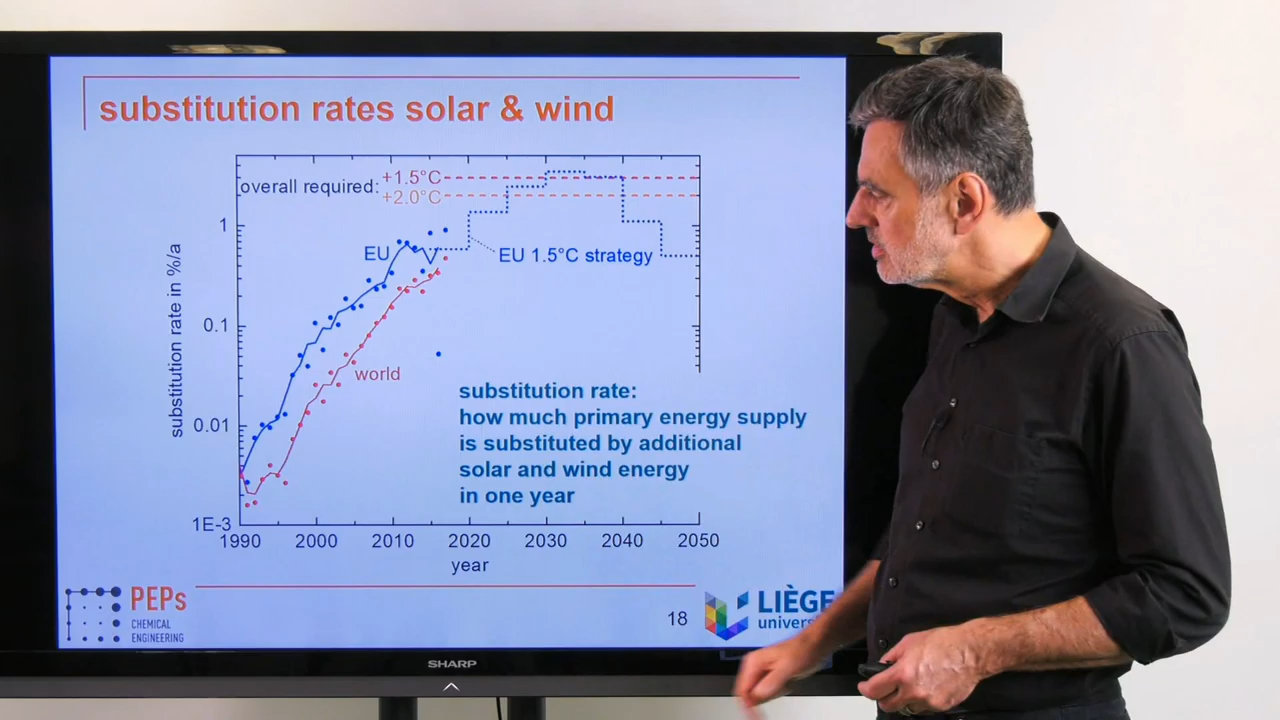 substitution rates solar & wind
overall required: +1.5°C
+2.0°C
substitution rate in %/a
1
0.1
0.01
1E-3
EU
EU 1.5°C strategy
world
substitution rate:
how much primary energy supply
is substituted by additional
solar and wind energy
in one year
1990 2000 2010 2020 2030 2040 2050
year
PEPs
CHEMICAL
ENGINEERING
18
LIÈGE
SHARP